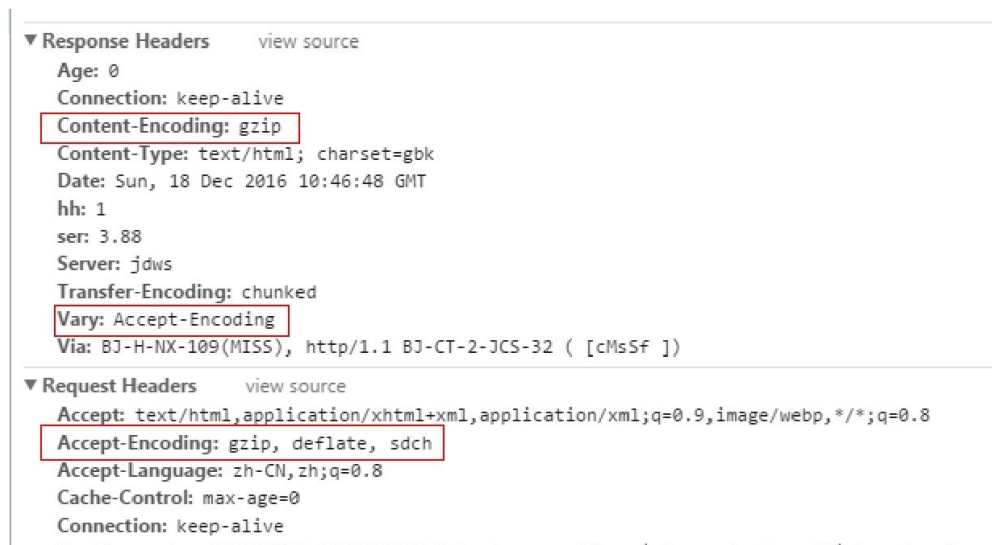 Response Headers view source
Age: 0
Connection: keep-alive
Content-Encoding: gzip
Content-Type: text/html; charset=gbk
Date: Sun, 18 Dec 2016 10:46:48 GMT
hh: 1
ser: 3.88
Server: jdws
Transfer-Encoding: chunked
Vary: Accept-Encoding
Via: BJ-H-NX-109(MISS), http/1.1 BJ-CT-2-JCS-32 ( [cMsSf ])
Request Headers view source
Accept: text/html,application/xhtml+xml,application/xml;q=0.9,image/webp,*/*;q=0.8
Accept-Encoding: gzip, deflate, sdch
Accept-Language: zh-CN,zh;q=0.8
Cache-Control: max-age=0
Connection: keep-alive